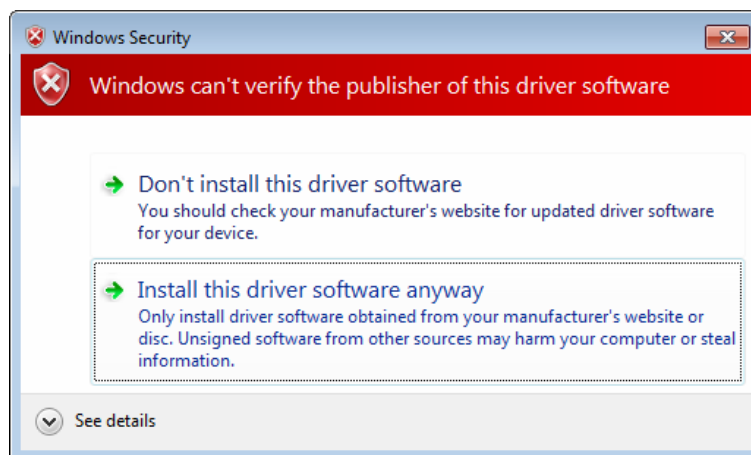 Windows Security
Windows can't verify the publisher of this driver software
Don't install this driver software
You should check your manufacturer's website for updated driver software
for your device.
Install this driver software anyway
Only install driver software obtained from your manufacturer's website or
disc. Unsigned software from other sources may harm your computer or steal
information.
See details